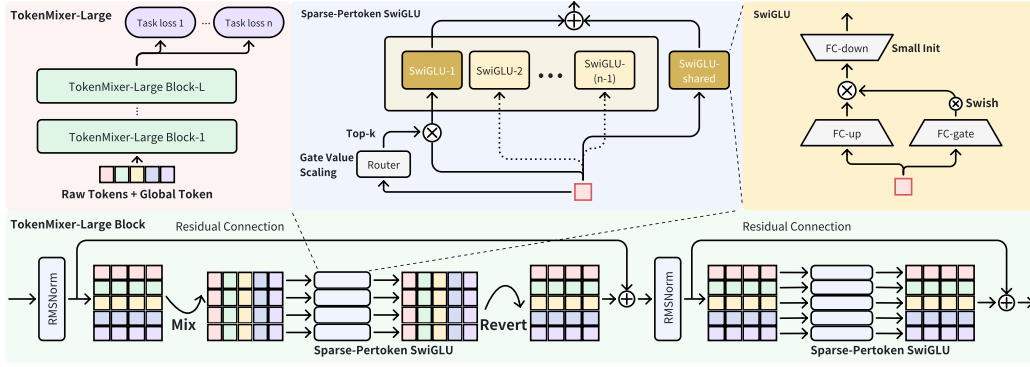 TokenMixer-Large
Task loss 1
...
Task loss n
TokenMixer-Large Block-L
TokenMixer-Large Block-1
Raw Tokens + Global Token
Sparse-Pertoken SwiGLU
SwiGLU-1
SwiGLU-2
SwiGLU-
(n-1)
SwiGLU-
shared
Top-k
Gate Value
Scaling
Router
SwiGLU
FC-down
Small Init
Swish
FC-up
FC-gate
TokenMixer-Large Block
Residual Connection
RMSNorm
Mix
Sparse-Pertoken SwiGLU
Revert
Residual Connection
RMSNorm
Sparse-Pertoken SwiGLU